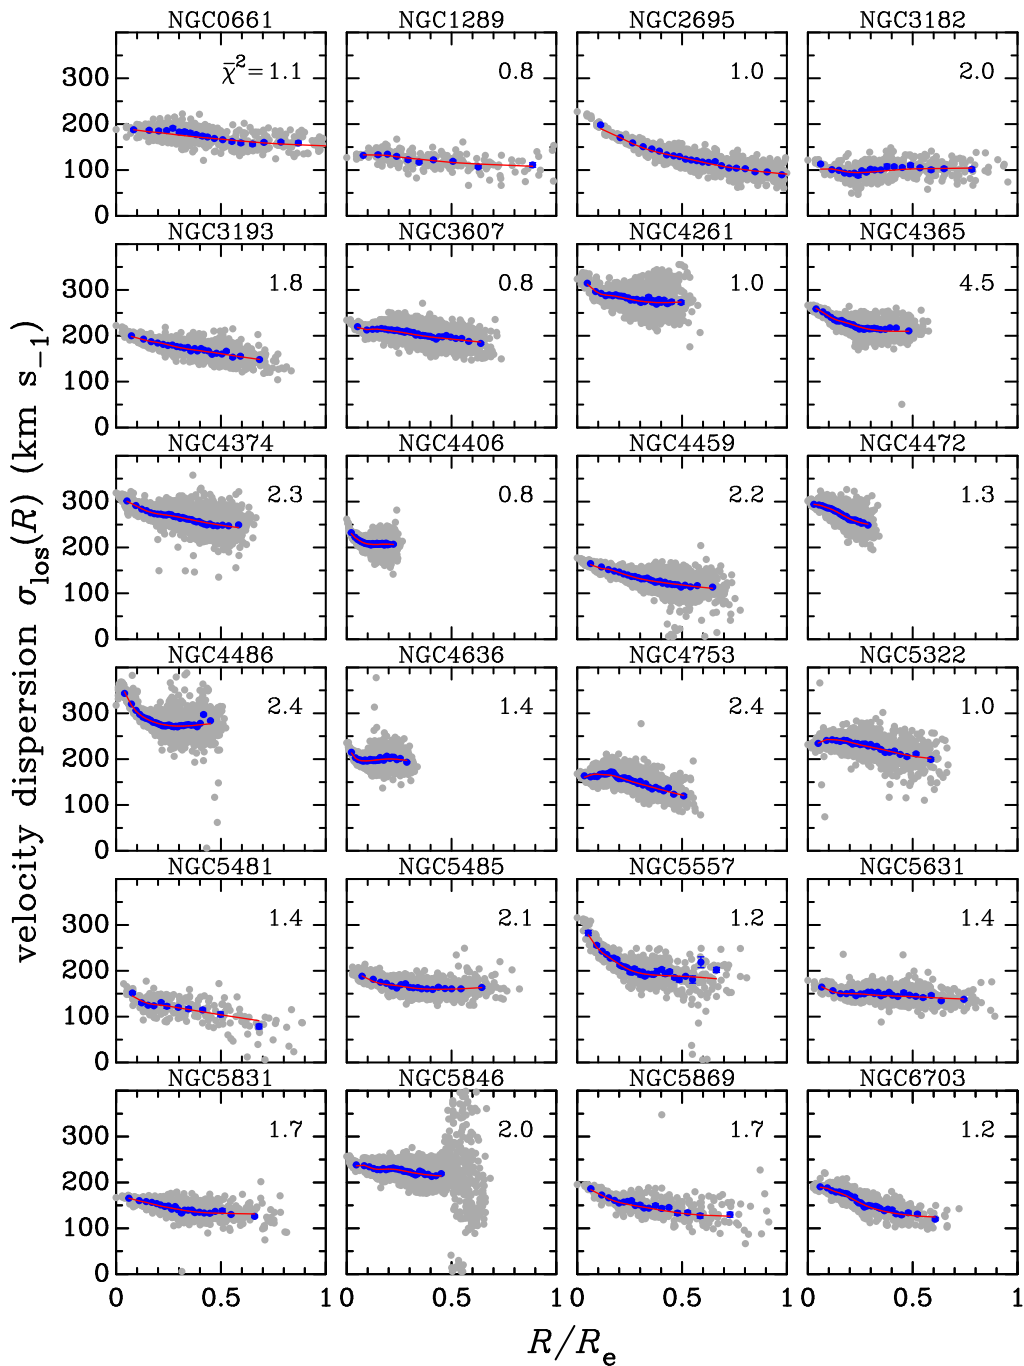 NGC0661 NGC1289 NGC2695 NGC3182
400
300 χ̄²=1.1 0.8 1.0 2.0
200
100
0
NGC3193 NGC3607 NGC4261 NGC4365
300 1.8 0.8 1.0 4.5
200
100
0
NGC4374 NGC4406 NGC4459 NGC4472
300 2.3 0.8 2.2 1.3
200
100
0
NGC4486 NGC4636 NGC4753 NGC5322
300 2.4 1.4 2.4 1.0
200
100
0
NGC5481 NGC5485 NGC5557 NGC5631
300 1.4 2.1 1.2 1.4
200
100
0
NGC5831 NGC5846 NGC5869 NGC6703
300 1.7 2.0 1.7 1.2
200
100
0
0 0.5 1 0 0.5 1 0 0.5 1 0 0.5 1
R/Re
velocity dispersion σlos(R) (km s−1)